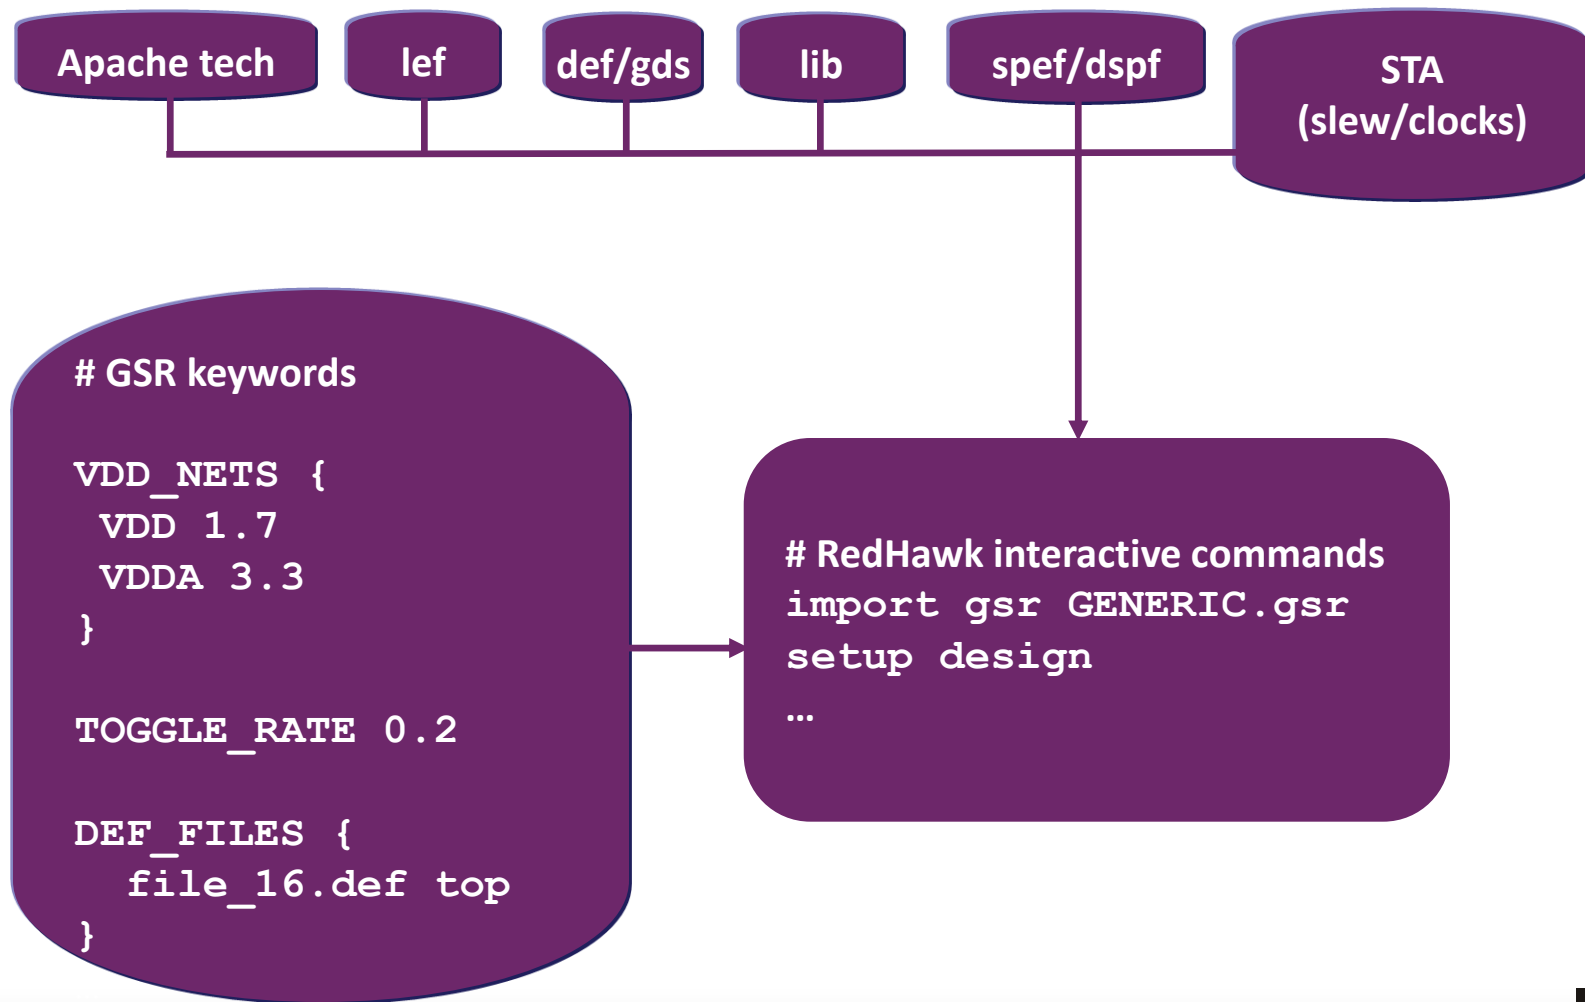 Apache tech
lef
def/gds
lib
spef/dspf
STA
(slew/clocks)
# GSR keywords
VDD_NETS {
VDD 1.7
VDDA 3.3
}
TOGGLE_RATE 0.2
DEF_FILES {
file_16.def top
}
# RedHawk interactive commands
import gsr GENERIC.gsr
setup design
…